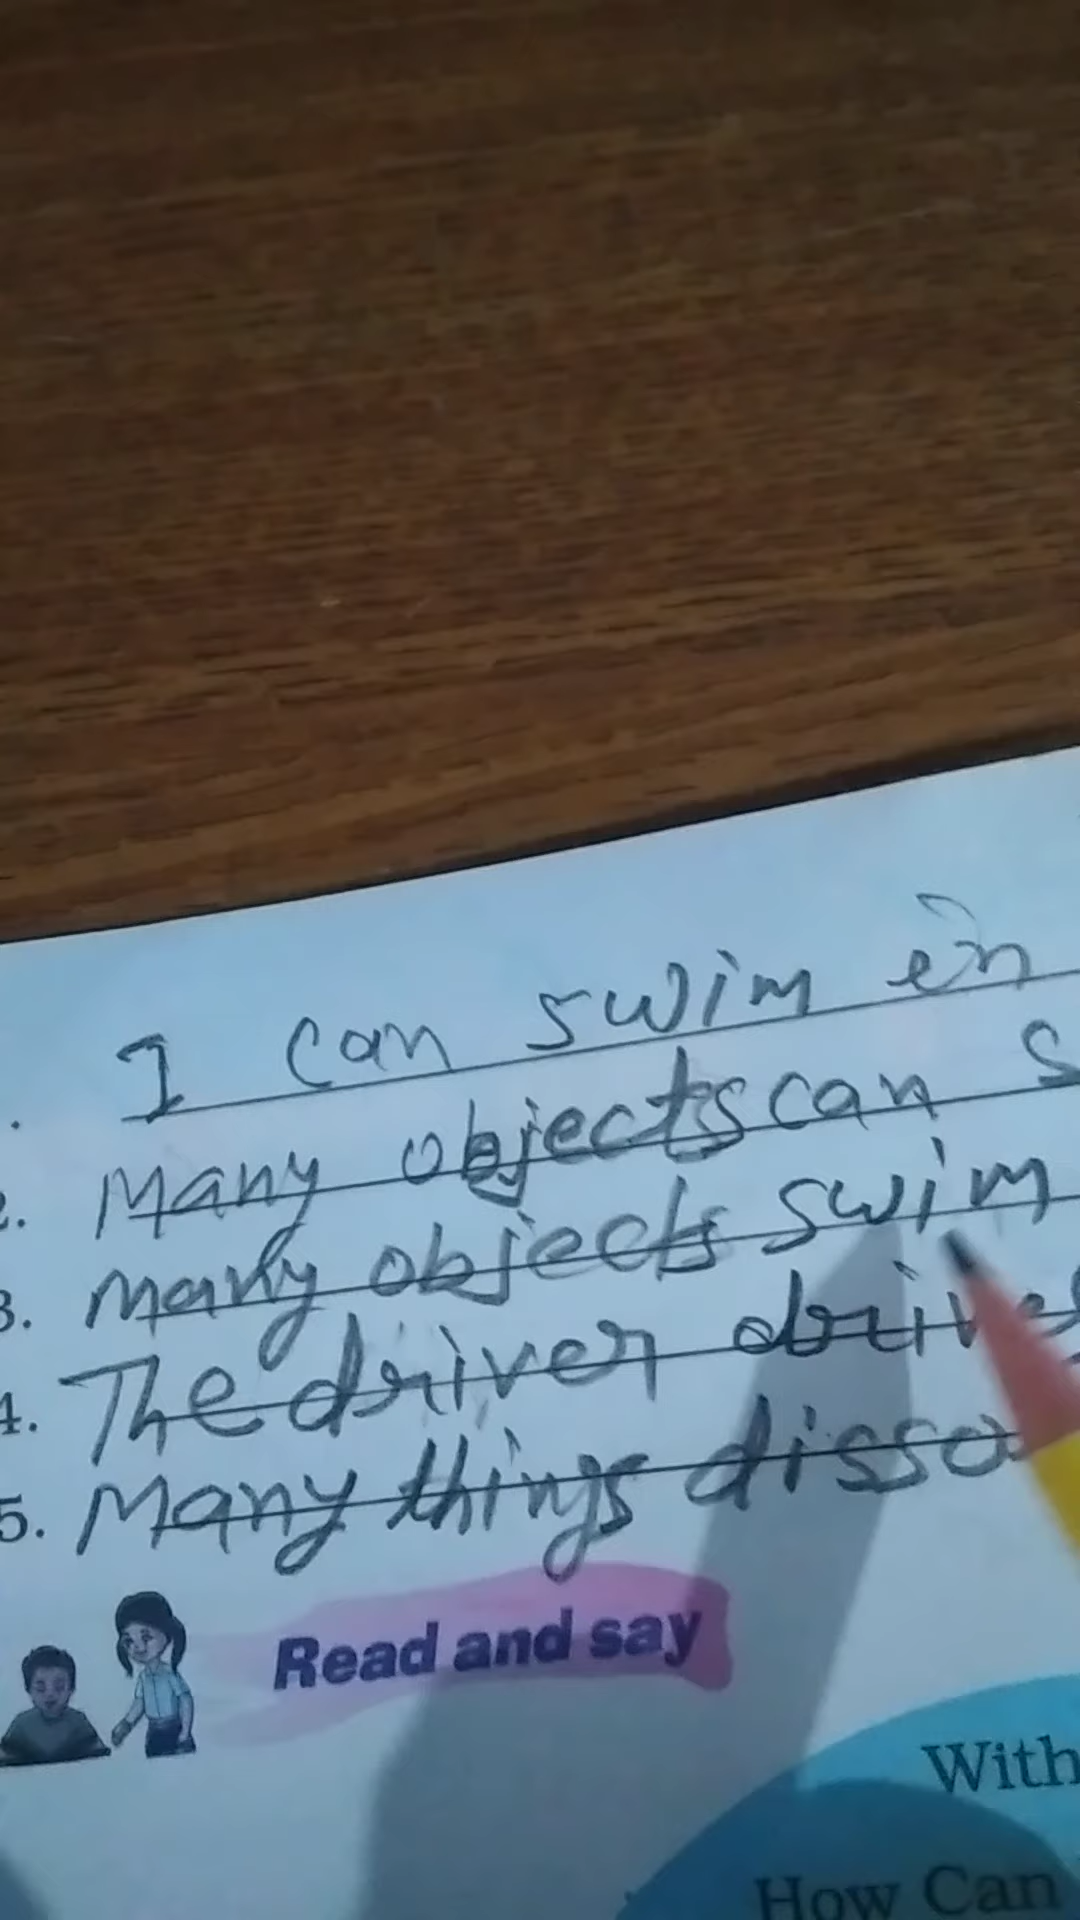 . I can swim in
2. Many objects can S
3. Many objects swim
4. The driver drive
5. Many things disso
Read and say
With
How Can